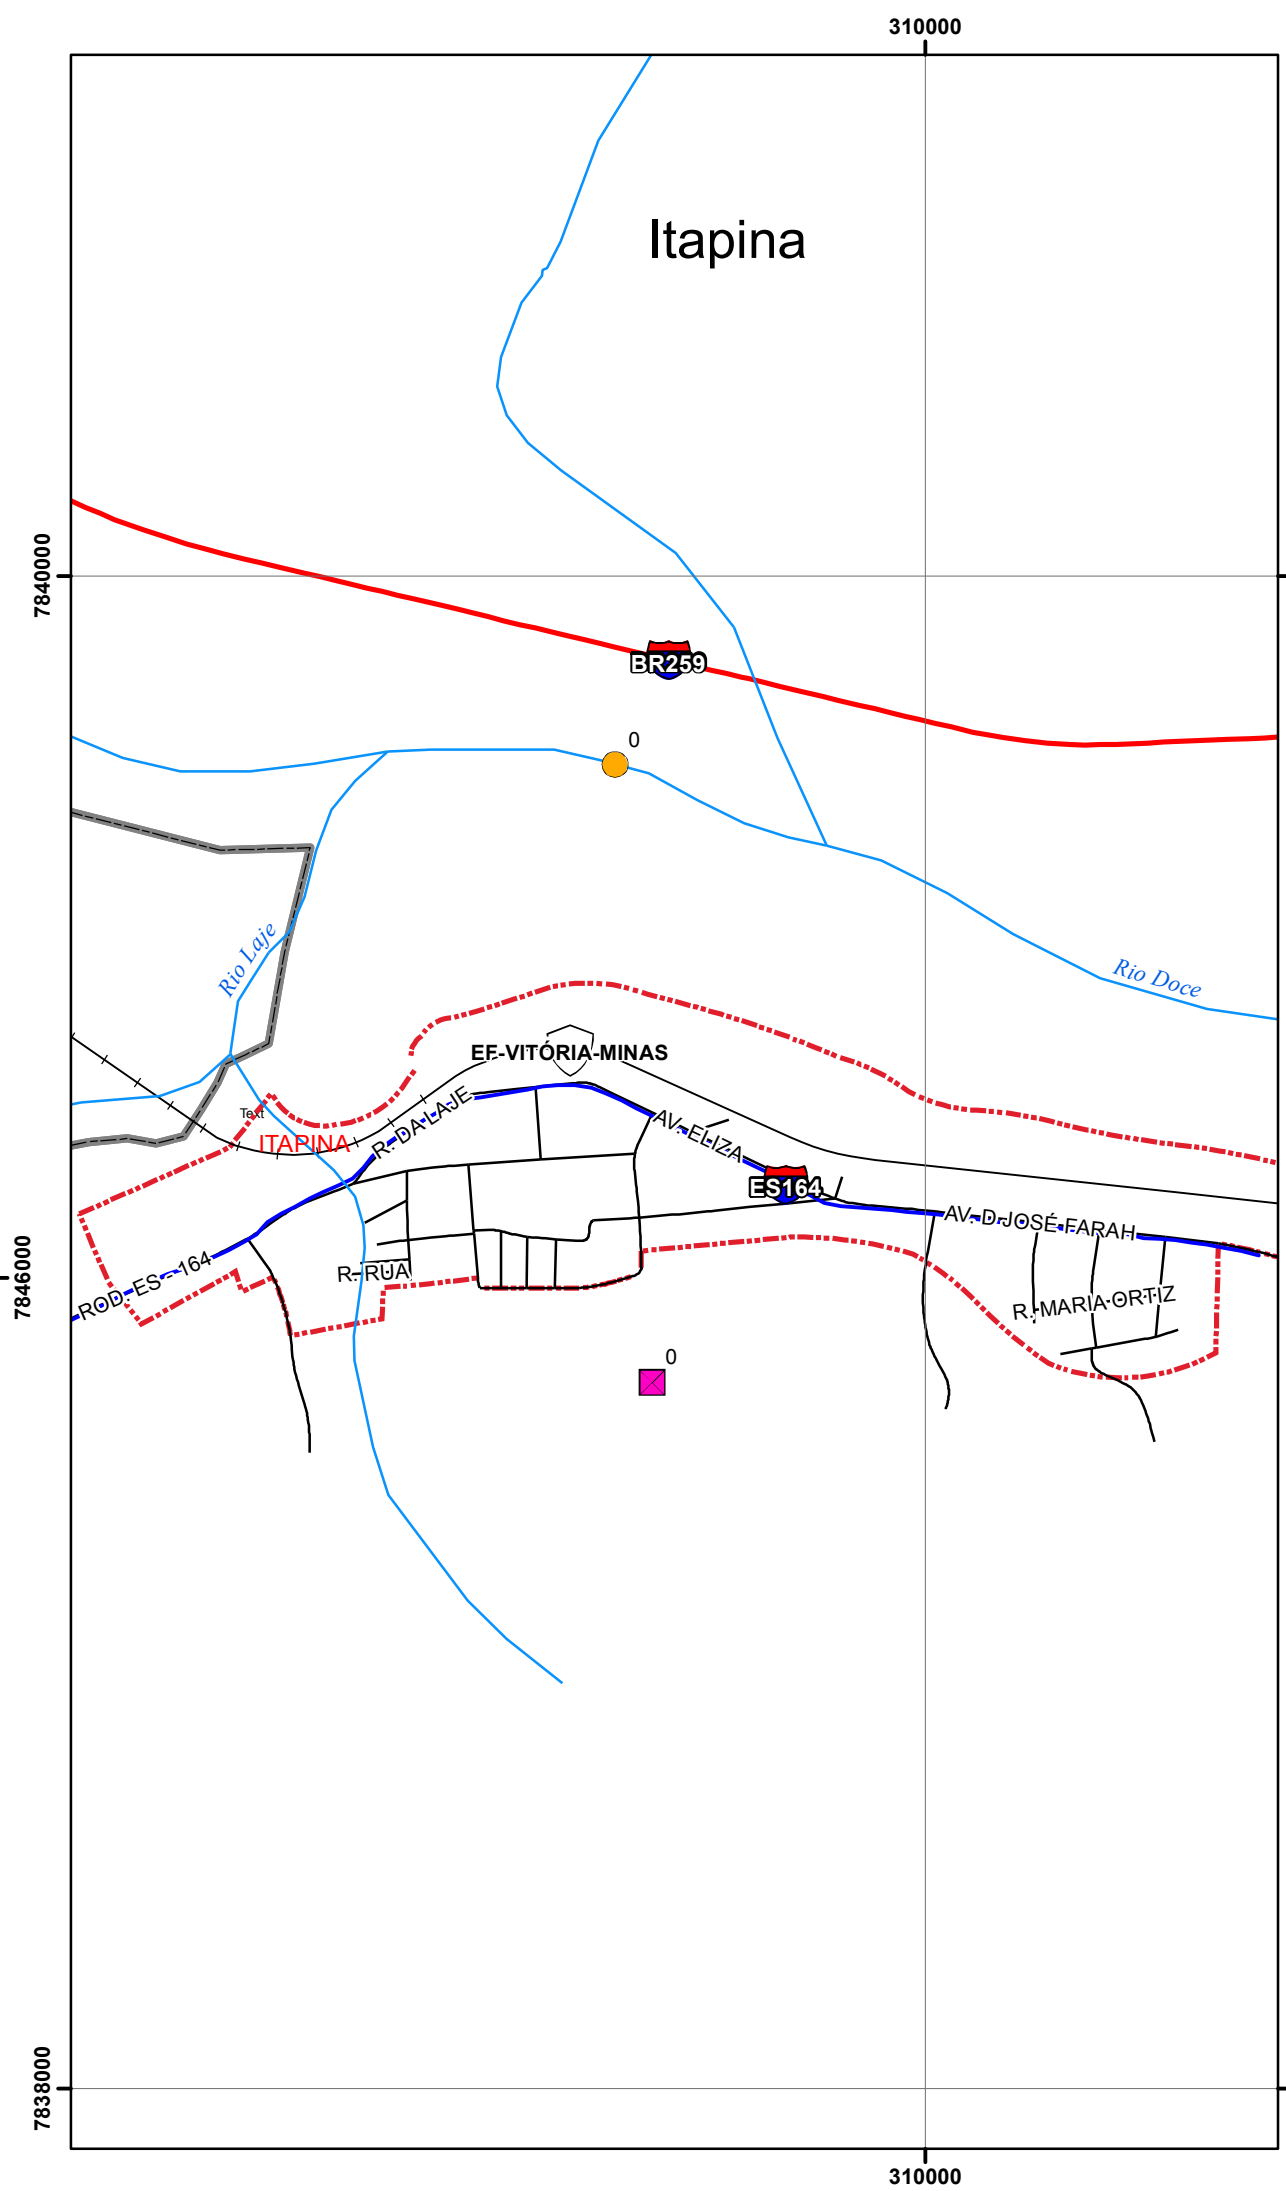 310000
Itapina
7840000
BR259
0
Rio Laje
Rio Doce
EF-VITÓRIA-MINAS
Text
ITAPINA
R. DA LAJE
AV. ELIZA
ES164
AV. D.JOSÉ FARAH
7846000
ROD. ES - 164
R. RUA
R. MARIA ORTIZ
0
7838000
310000